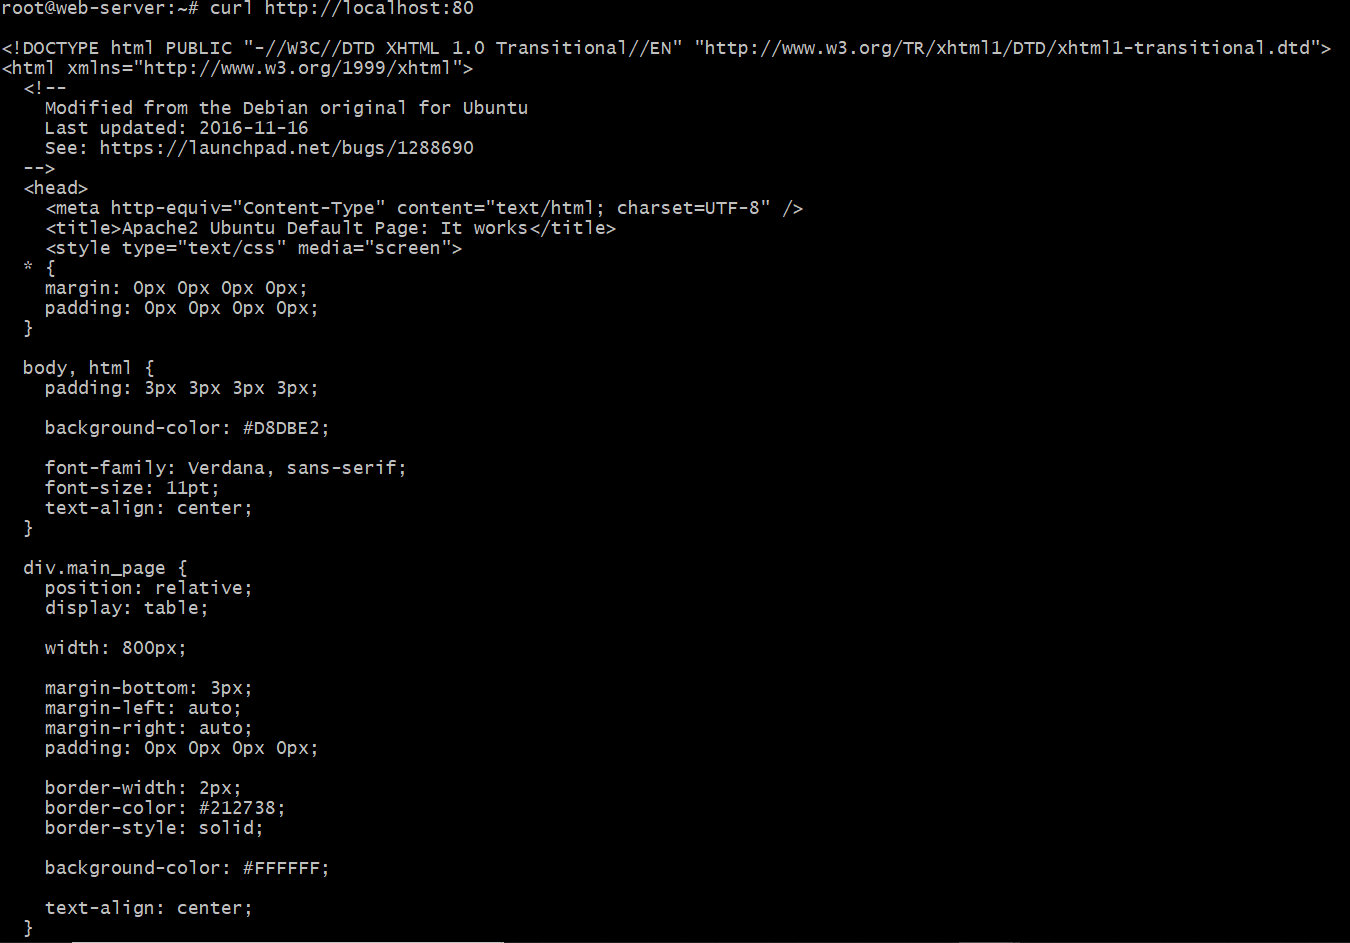 root@web-server:~# curl http://localhost:80
<!DOCTYPE html PUBLIC "-//W3C//DTD XHTML 1.0 Transitional//EN" "http://www.w3.org/TR/xhtml1/DTD/xhtml1-transitional.dtd">
<html xmlns="http://www.w3.org/1999/xhtml">
  <!--
    Modified from the Debian original for Ubuntu
    Last updated: 2016-11-16
    See: https://launchpad.net/bugs/1288690
  -->
  <head>
    <meta http-equiv="Content-Type" content="text/html; charset=UTF-8" />
    <title>Apache2 Ubuntu Default Page: It works</title>
    <style type="text/css" media="screen">
  * {
    margin: 0px 0px 0px 0px;
    padding: 0px 0px 0px 0px;
  }
  body, html {
    padding: 3px 3px 3px 3px;
    background-color: #D8DBE2;
    font-family: Verdana, sans-serif;
    font-size: 11pt;
    text-align: center;
  }
  div.main_page {
    position: relative;
    display: table;
    width: 800px;
    margin-bottom: 3px;
    margin-left: auto;
    margin-right: auto;
    padding: 0px 0px 0px 0px;
    border-width: 2px;
    border-color: #212738;
    border-style: solid;
    background-color: #FFFFFF;
    text-align: center;
  }